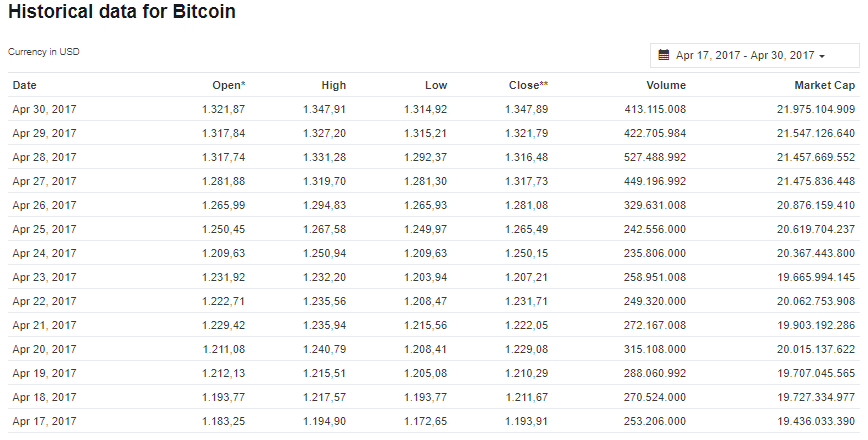 Historical data for Bitcoin
Currency in USD
Apr 17, 2017 - Apr 30, 2017
Date Open* High Low Close** Volume Market Cap
Apr 30, 2017 1.321,87 1.347,91 1.314,92 1.347,89 413.115.008 21.975.104.909
Apr 29, 2017 1.317,84 1.327,20 1.315,21 1.321,79 422.705.984 21.547.126.640
Apr 28, 2017 1.317,74 1.331,28 1.292,37 1.316,48 527.488.992 21.457.669.552
Apr 27, 2017 1.281,88 1.319,70 1.281,30 1.317,73 449.196.992 21.475.836.448
Apr 26, 2017 1.265,99 1.294,83 1.265,93 1.281,08 329.631.008 20.876.159.410
Apr 25, 2017 1.250,45 1.267,58 1.249,97 1.265,49 242.556.000 20.619.704.237
Apr 24, 2017 1.209,63 1.250,94 1.209,63 1.250,15 235.806.000 20.367.443.800
Apr 23, 2017 1.231,92 1.232,20 1.203,94 1.207,21 258.951.008 19.665.994.145
Apr 22, 2017 1.222,71 1.235,56 1.208,47 1.231,71 249.320.000 20.062.753.908
Apr 21, 2017 1.229,42 1.235,94 1.215,56 1.222,05 272.167.008 19.903.192.286
Apr 20, 2017 1.211,08 1.240,79 1.208,41 1.229,08 315.108.000 20.015.137.622
Apr 19, 2017 1.212,13 1.215,51 1.205,08 1.210,29 288.060.992 19.707.045.565
Apr 18, 2017 1.193,77 1.217,57 1.193,77 1.211,67 270.524.000 19.727.334.977
Apr 17, 2017 1.183,25 1.194,90 1.172,65 1.193,91 253.206.000 19.436.033.390